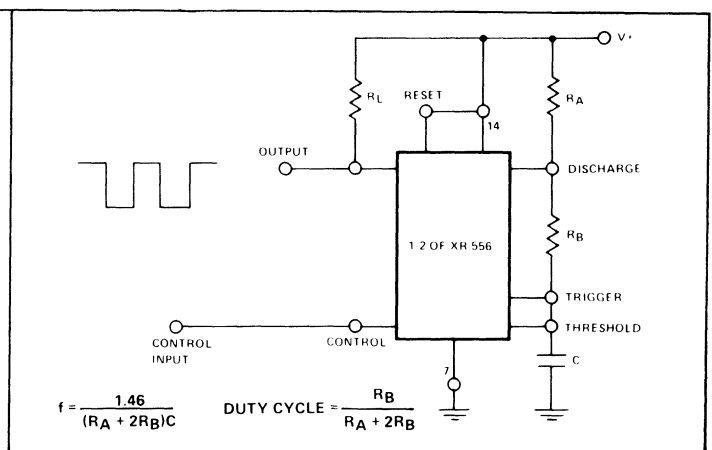 V+
RL
RESET
RA
14
OUTPUT
DISCHARGE
RB
1-2 OF XR 556
TRIGGER
THRESHOLD
CONTROL
CONTROL
INPUT
C
7
f = 1.46 / (RA + 2RB)C
DUTY CYCLE = RB / RA + 2RB